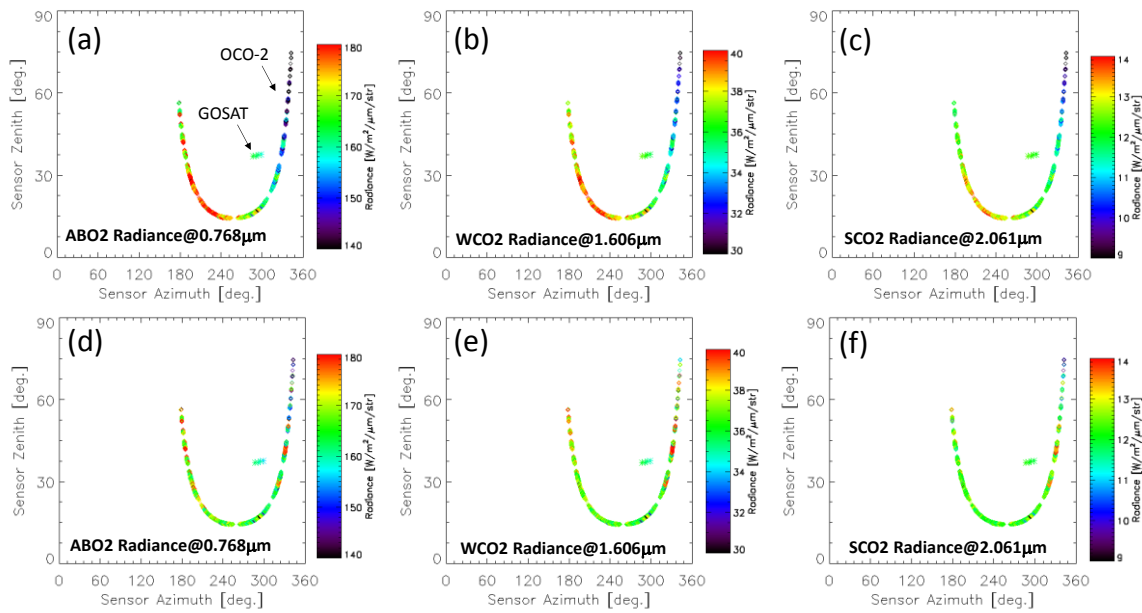 (a)
OCO-2
GOSAT
ABO2 Radiance@0.768µm
Sensor Zenith [deg.]
Sensor Azimuth [deg.]
90
60
30
0
0 60 120 180 240 300 360
180
170
160
150
140
Radiance [W/m²/µm/str]
(b)
WCO2 Radiance@1.606µm
Sensor Zenith [deg.]
Sensor Azimuth [deg.]
90
60
30
0
0 60 120 180 240 300 360
40
38
36
34
32
30
Radiance [W/m²/µm/str]
(c)
SCO2 Radiance@2.061µm
Sensor Zenith [deg.]
Sensor Azimuth [deg.]
90
60
30
0
0 60 120 180 240 300 360
14
13
12
11
10
9
Radiance [W/m²/µm/str]
(d)
ABO2 Radiance@0.768µm
Sensor Zenith [deg.]
Sensor Azimuth [deg.]
90
60
30
0
0 60 120 180 240 300 360
180
170
160
150
140
Radiance [W/m²/µm/str]
(e)
WCO2 Radiance@1.606µm
Sensor Zenith [deg.]
Sensor Azimuth [deg.]
90
60
30
0
0 60 120 180 240 300 360
40
38
36
34
32
30
Radiance [W/m²/µm/str]
(f)
SCO2 Radiance@2.061µm
Sensor Zenith [deg.]
Sensor Azimuth [deg.]
90
60
30
0
0 60 120 180 240 300 360
14
13
12
11
10
9
Radiance [W/m²/µm/str]